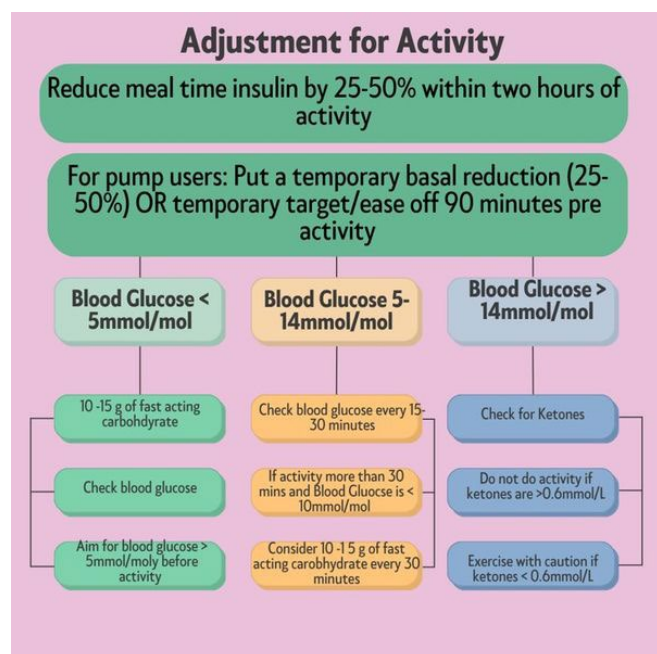 Adjustment for Activity
Reduce meal time insulin by 25-50% within two hours of
activity
For pump users: Put a temporary basal reduction (25-
50%) OR temporary target/ease off 90 minutes pre
activity
Blood Glucose <
5mmol/mol
Blood Glucose 5-
14mmol/mol
Blood Glucose >
14mmol/mol
10 -15 g of fast acting
carbohdyrate
Check blood glucose
Aim for blood glucose >
5mmol/moly before
activity
Check blood glucose every 15-
30 minutes
If activity more than 30
mins and Blood Gluocse is <
10mmol/mol
Consider 10 -1 5 g of fast
acting carobhydrate every 30
minutes
Check for Ketones
Do not do activity if
ketones are >0.6mmol/L
Exercise with caution if
ketones < 0.6mmol/L